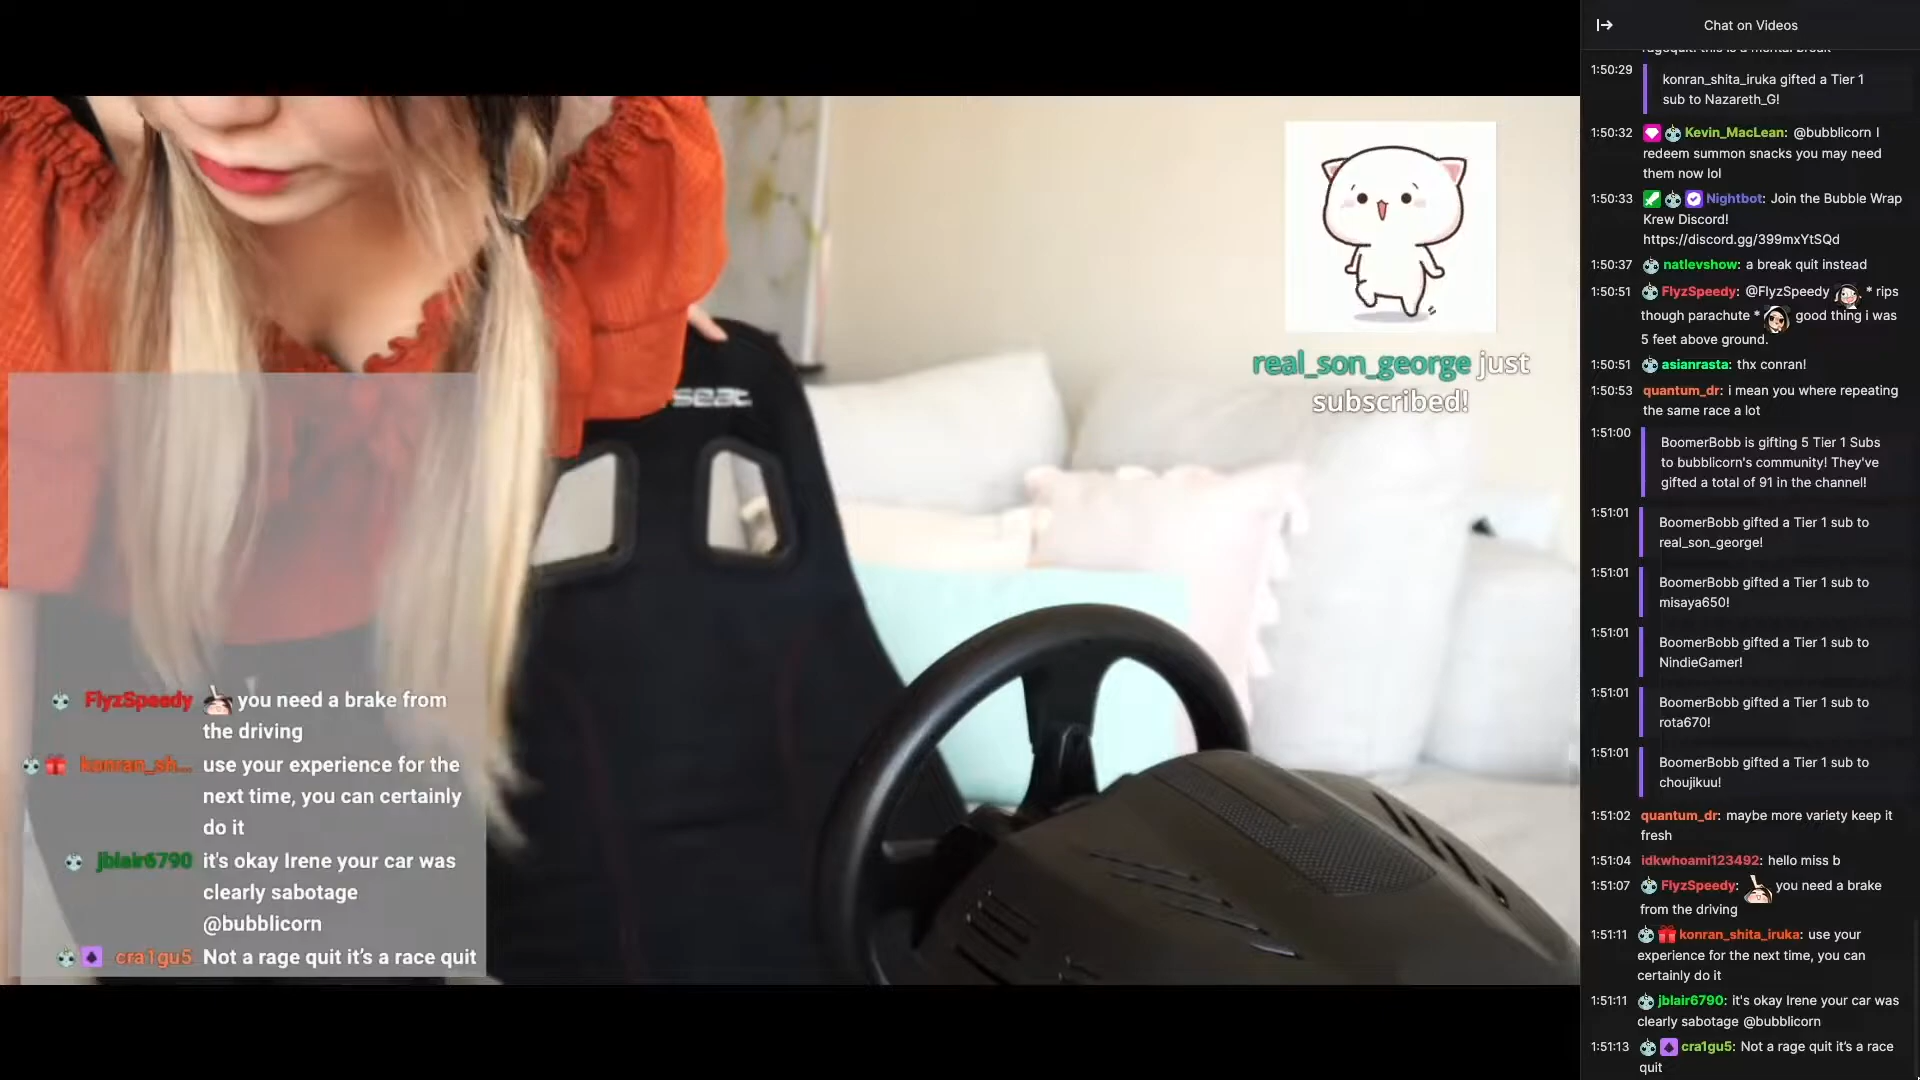 seat
real_son_george just
subscribed!
FlyzSpeedy you need a brake from
the driving
konran_sh... use your experience for the
next time, you can certainly
do it
jblair6790 it's okay Irene your car was
clearly sabotage
@bubblicorn
cra1gu5 Not a rage quit it's a race quit
Chat on Videos
1:50:29 konran_shita_iruka gifted a Tier 1
sub to Nazareth_G!
1:50:32 Kevin_MacLean: @bubblicorn I
redeem summon snacks you may need
them now lol
1:50:33 Nightbot: Join the Bubble Wrap
Krew Discord!
https://discord.gg/399mxYtSQd
1:50:37 natlevshow: a break quit instead
1:50:51 FlyzSpeedy: @FlyzSpeedy * rips
though parachute * good thing i was
5 feet above ground.
1:50:51 asianrasta: thx conran!
1:50:53 quantum_dr: i mean you where repeating
the same race a lot
1:51:00 BoomerBobb is gifting 5 Tier 1 Subs
to bubblicorn's community! They've
gifted a total of 91 in the channel!
1:51:01 BoomerBobb gifted a Tier 1 sub to
real_son_george!
1:51:01 BoomerBobb gifted a Tier 1 sub to
misaya650!
1:51:01 BoomerBobb gifted a Tier 1 sub to
NindieGamer!
1:51:01 BoomerBobb gifted a Tier 1 sub to
rota670!
1:51:01 BoomerBobb gifted a Tier 1 sub to
choujikuu!
1:51:02 quantum_dr: maybe more variety keep it
fresh
1:51:04 idkwhoami123492: hello miss b
1:51:07 FlyzSpeedy: you need a brake
from the driving
1:51:11 konran_shita_iruka: use your
experience for the next time, you can
certainly do it
1:51:11 jblair6790: it's okay Irene your car was
clearly sabotage @bubblicorn
1:51:13 cra1gu5: Not a rage quit it's a race
quit